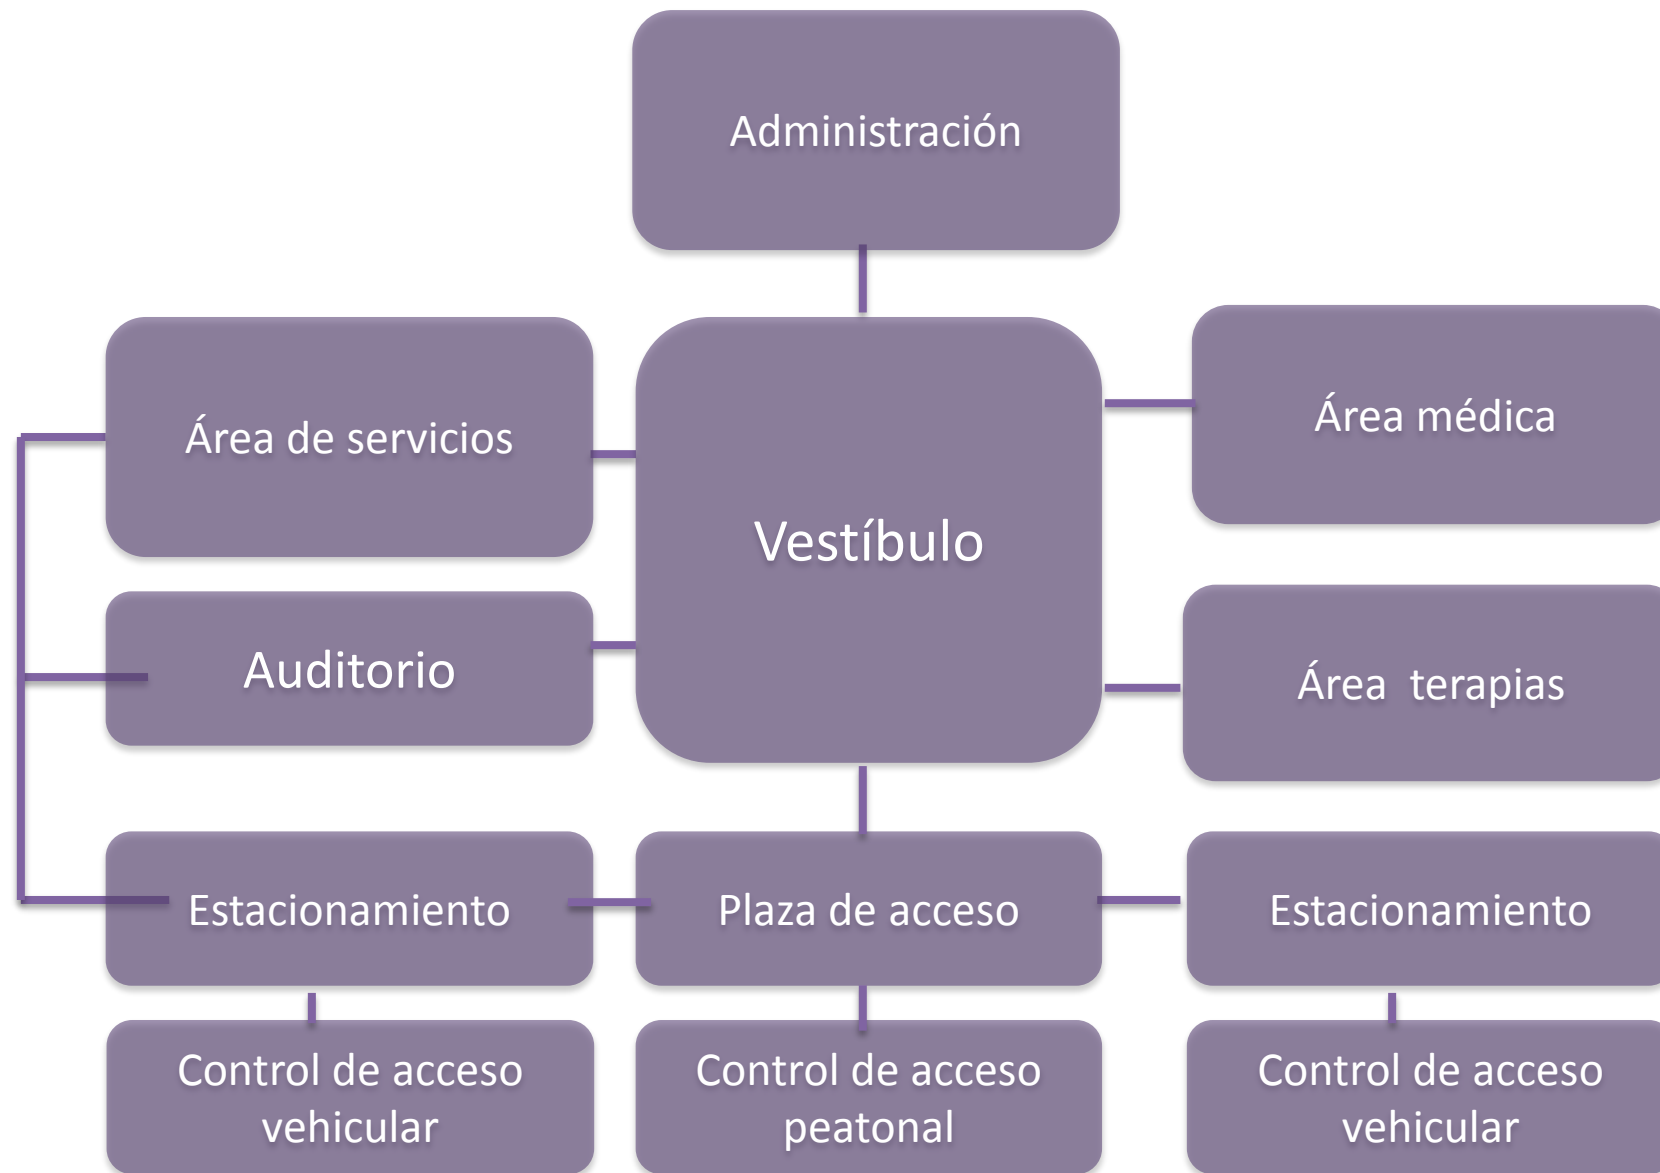 Administración
Área de servicios
Vestíbulo
Área médica
Auditorio
Área  terapias
Estacionamiento
Plaza de acceso
Estacionamiento
Control de acceso
vehicular
Control de acceso
peatonal
Control de acceso
vehicular